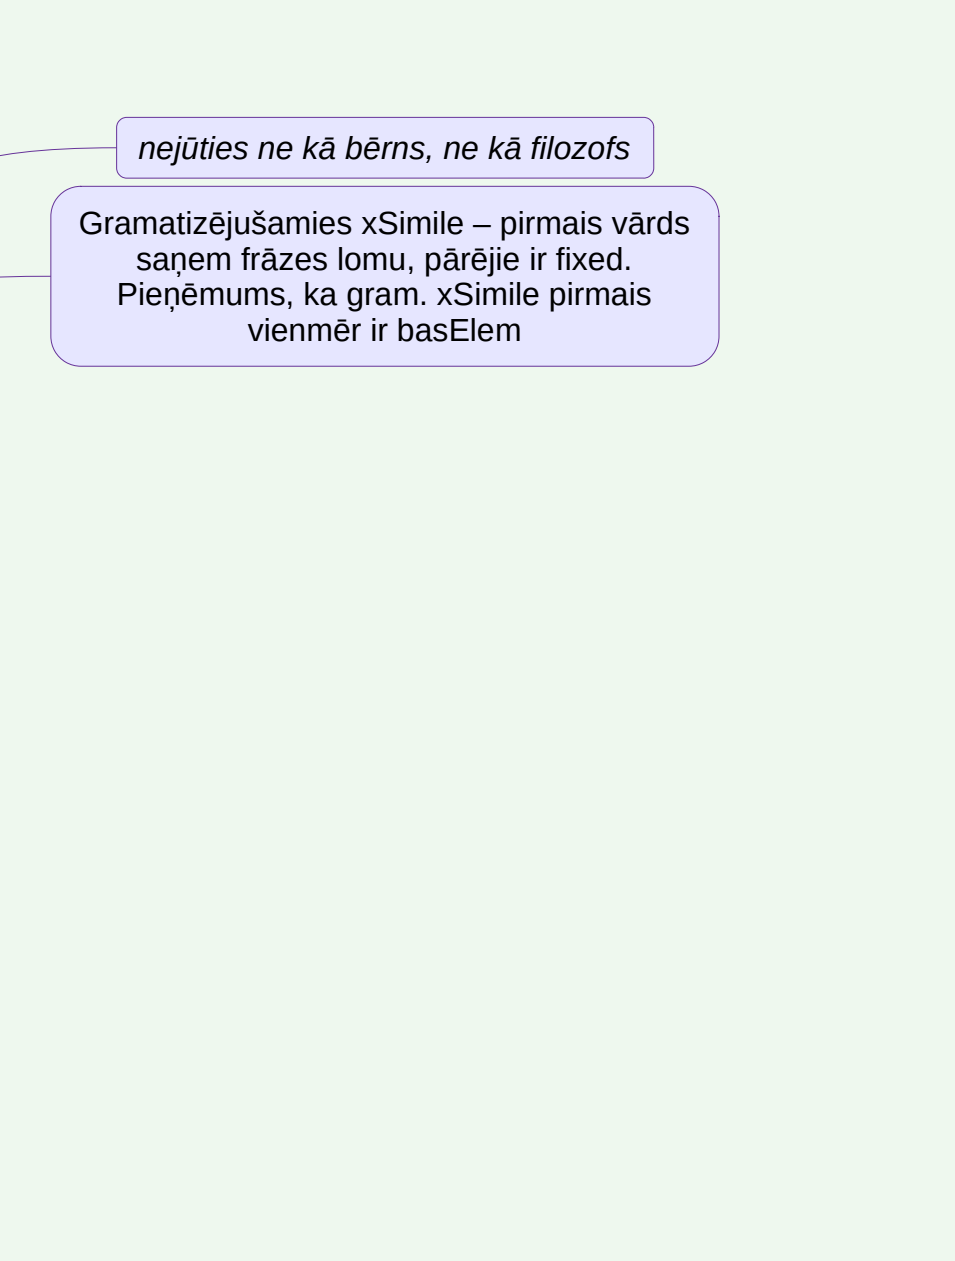 nejūties ne kā bērns, ne kā filozofs
Gramatizējušamies xSimile – pirmais vārds
saņem frāzes lomu, pārējie ir fixed.
Pieņēmums, ka gram. xSimile pirmais
vienmēr ir basElem